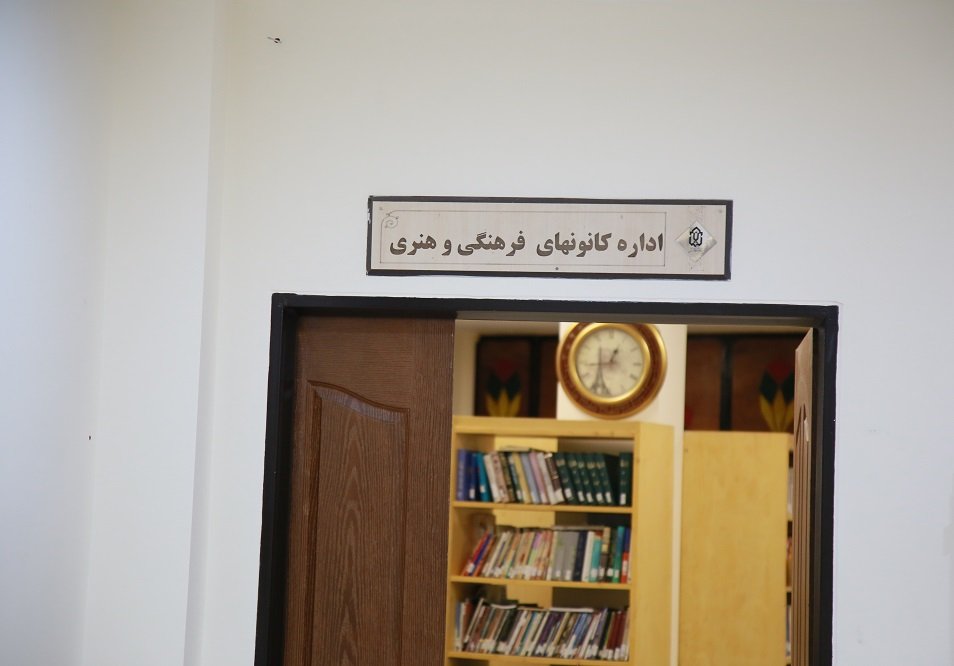 اداره کانونهای فرهنگی و هنری